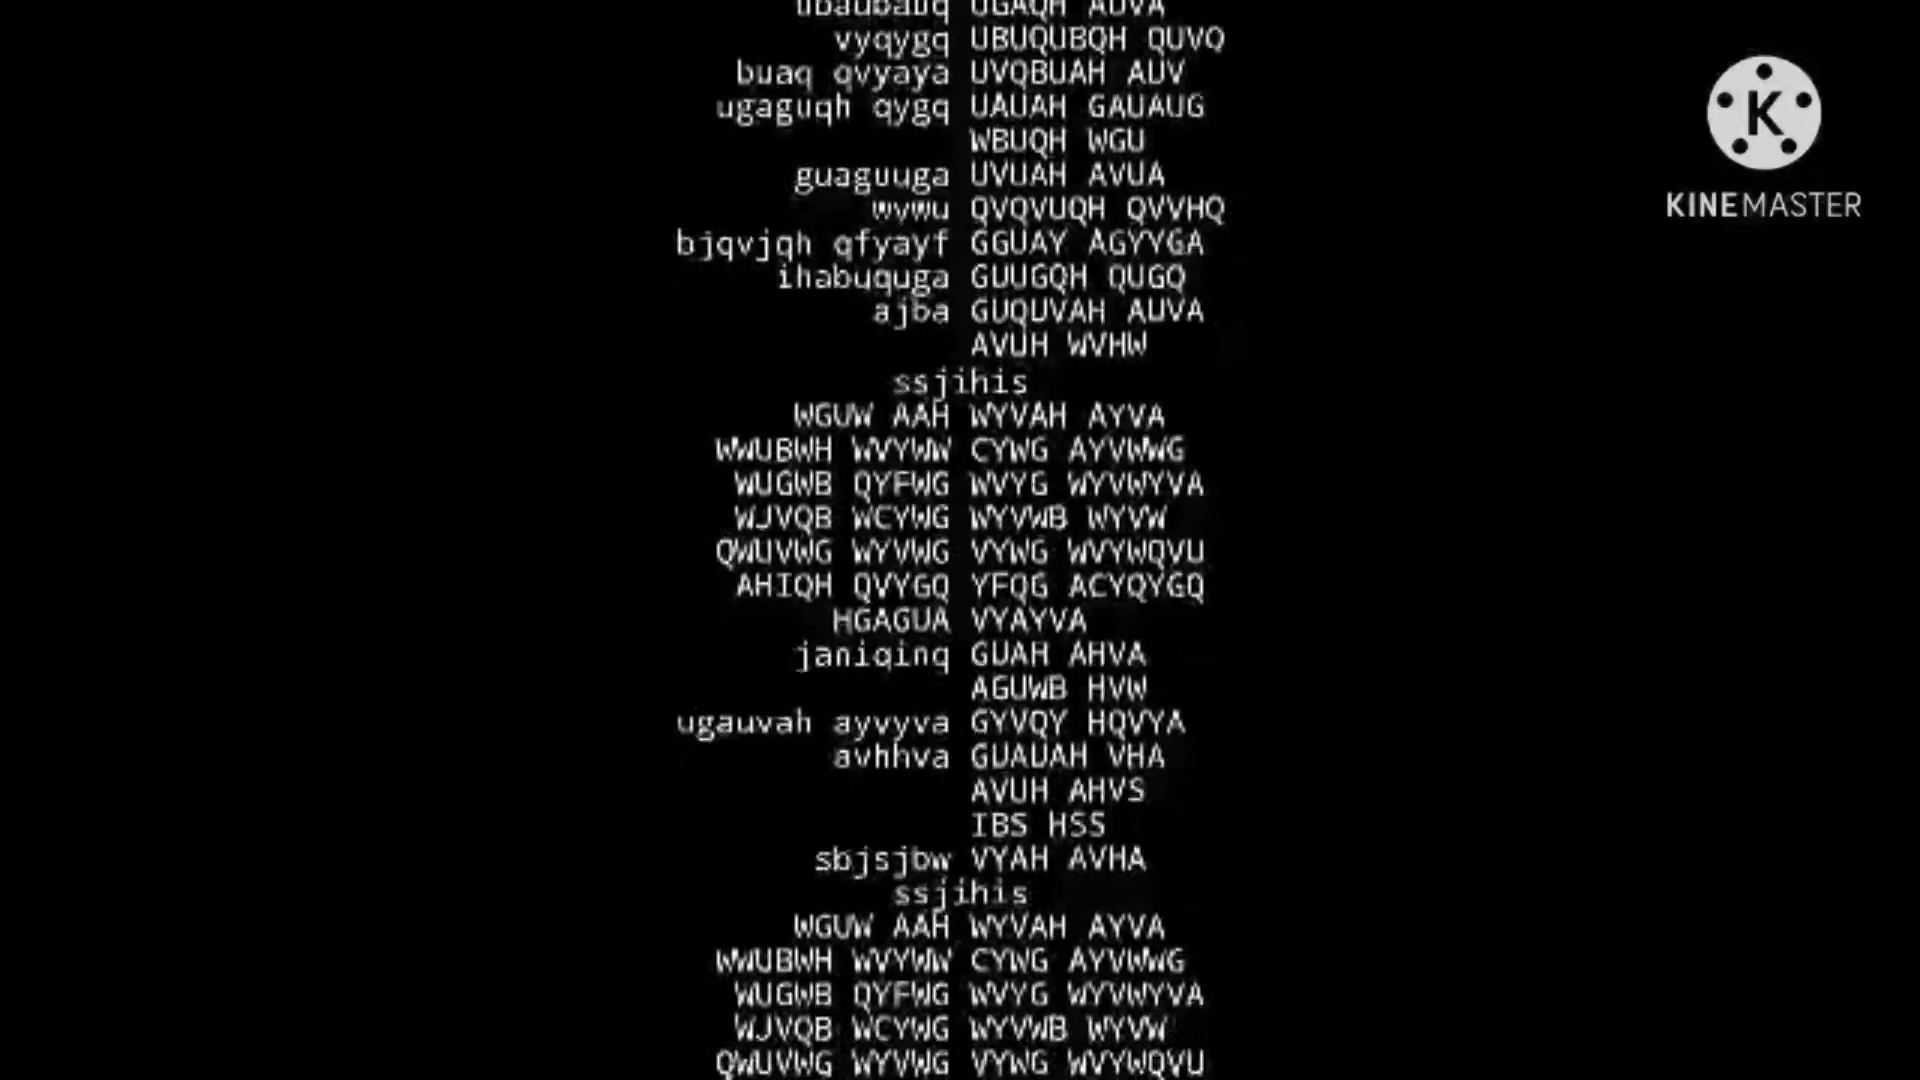 UGAQH AUVA
vyqygq UBUQUBQH QUVQ
buaq qvyaya UVQBUAH AUV
ugaguqh qygq UAUAH GAUAUG
WBUQH WGU
guaguuga UVUAH AVUA
wvwu QVQVUQH QVVHQ
bjqvjqh qfyayf GGUAY AGYYGA
ihabuquga GUUGQH QUGQ
ajba GUQUVAH AUVA
AVUH WVHW
ssjihis
WGUW AAH WYVAH AYVA
WWUBWH WVYWW CYWG AYVWWG
WUGWB QYFWG WVYG WYVWYVA
WJVQB WCYWG WYVWB WYVW
QWUVWG WYVWG VYWG WVYWQVU
AHIQH QVYGQ YFQG ACYQYGQ
HGAGUA VYAYVA
janiqinq GUAH AHVA
AGUWB HVW
ugauvah ayvyva GYVQY HQVYA
avhhva GUAUAH VHA
AVUH AHVS
IBS HSS
sbjsjbw VYAH AVHA
ssjihis
WGUW AAH WYVAH AYVA
WWUBWH WVYWW CYWG AYVWWG
WUGWB QYFWG WVYG WYVWYVA
WJVQB WCYWG WYVWB WYVW
QWUVWG WYVWG VYWG WVYWQVU
K
KINEMASTER